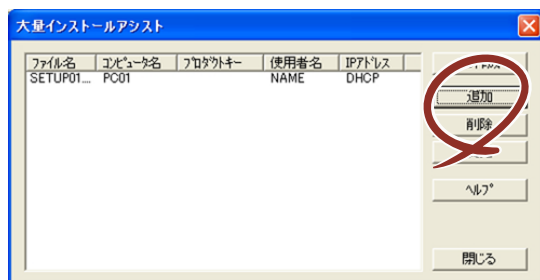 大量インストールアシスト
ファイル名 コンピュータ名 プロダクトキー 使用者名 IPアドレス
SETUP01... PC01 NAME DHCP
追加
削除
ヘルプ
閉じる